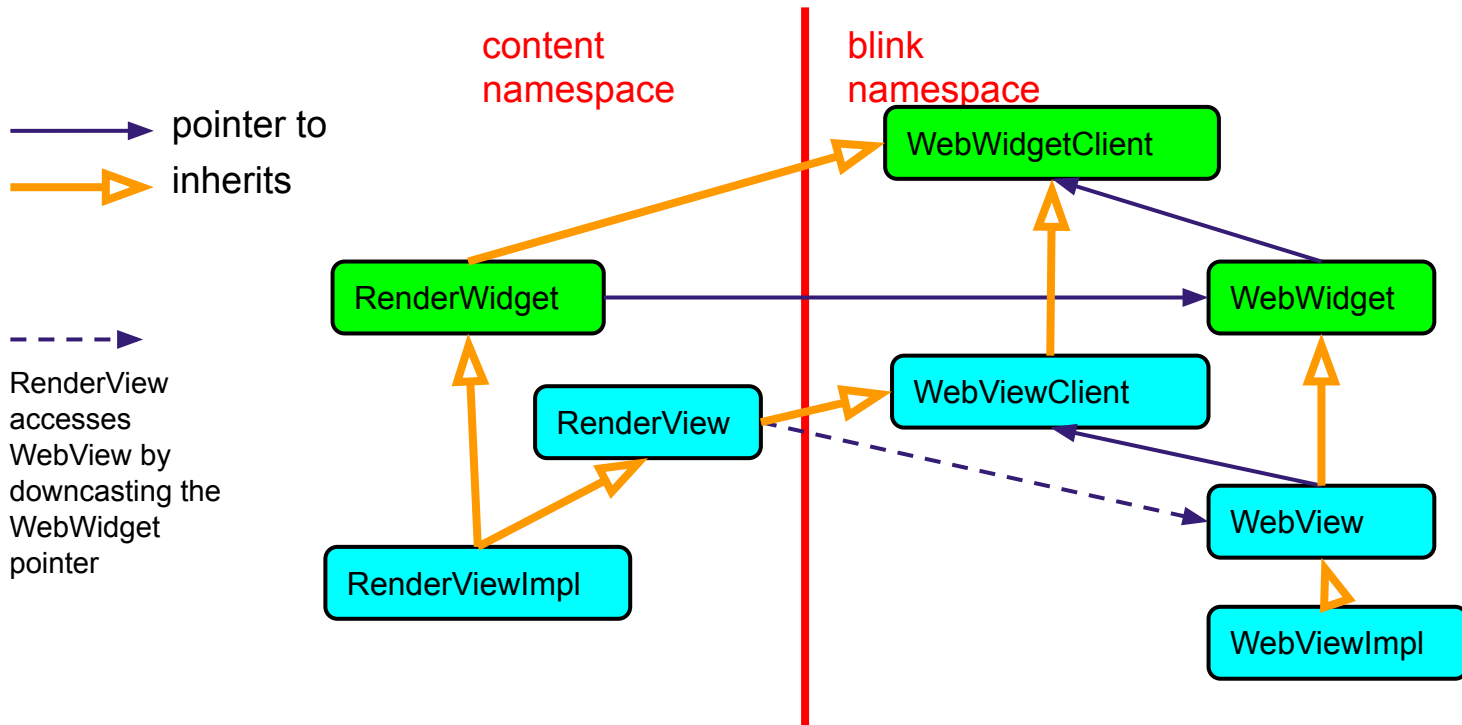 content
namespace
blink
namespace
pointer to
inherits
WebWidgetClient
RenderWidget
WebWidget
RenderView
accesses
WebView by
downcasting the
WebWidget
pointer
WebViewClient
RenderView
WebView
RenderViewImpl
WebViewImpl